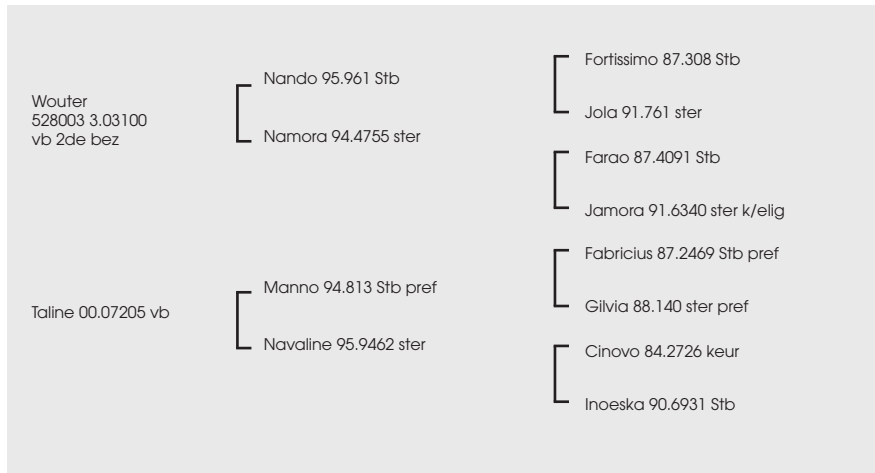 Wouter
528003 3.03100
vb 2de bez
Taline 00.07205 vb
Nando 95.961 Stb
Namora 94.4755 ster
Manno 94.813 Stb pref
Navaline 95.9462 ster
Fortissimo 87.308 Stb
Jola 91.761 ster
Farao 87.4091 Stb
Jamora 91.6340 ster k/elig
Fabricius 87.2469 Stb pref
Gilvia 88.140 ster pref
Cinovo 84.2726 keur
Inoeska 90.6931 Stb